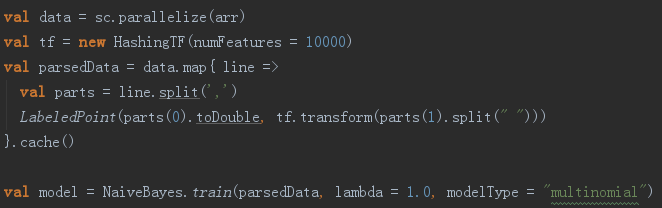 val data = sc.parallelize(arr)
val tf = new HashingTF(numFeatures = 10000)
val parsedData = data.map{ line =>
val parts = line.split(',')
LabeledPoint(parts(0).toDouble, tf.transform(parts(1).split(" ")))
}.cache()
val model = NaiveBayes.train(parsedData, lambda = 1.0, modelType = "multinomial")